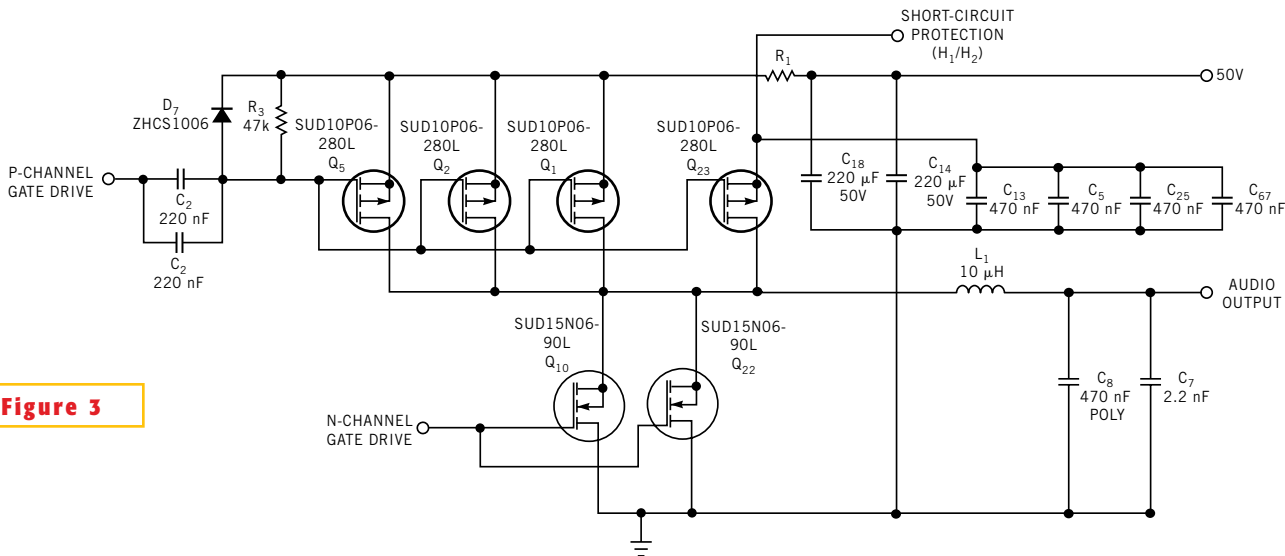 SHORT-CIRCUIT
PROTECTION
(H1/H2)
R1
50V
D7
ZHCS1006
R3
47k
SUD10P06-
280L
Q5
SUD10P06-
280L
Q2
SUD10P06-
280L
Q1
SUD10P06-
280L
Q23
P-CHANNEL
GATE DRIVE
C2
220 nF
C2
220 nF
C18
220 μF
50V
C14
220 μF
50V
C13
470 nF
C5
470 nF
C25
470 nF
C67
470 nF
L1
10 μH
AUDIO
OUTPUT
SUD15N06-
90L
Q10
SUD15N06-
90L
Q22
C8
470 nF
POLY
C7
2.2 nF
Figure 3
N-CHANNEL
GATE DRIVE